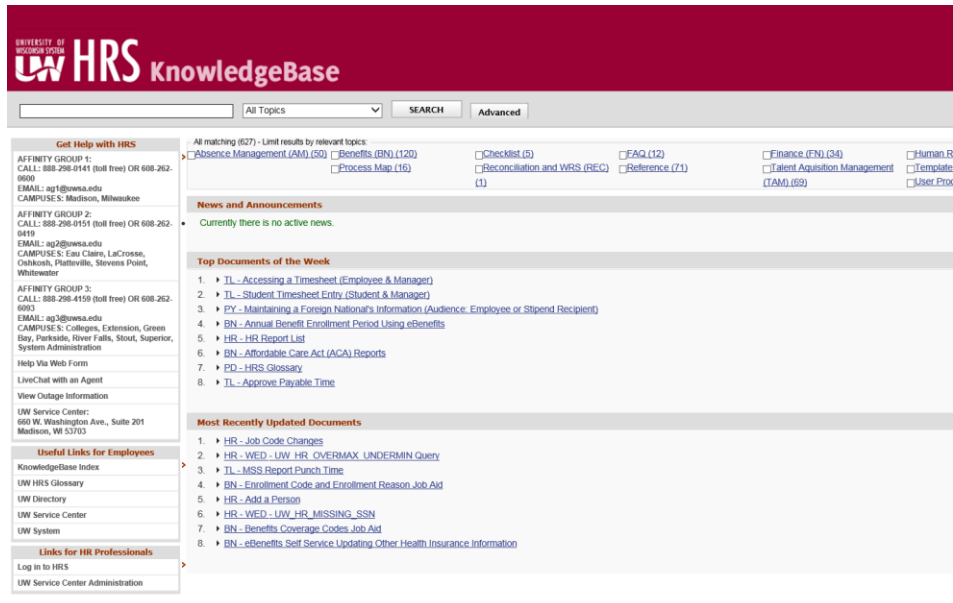 UNIVERSITY OF
WISCONSIN SYSTEM
UW HRS KnowledgeBase
All Topics SEARCH Advanced
Get Help with HRS
AFFINITY GROUP 1:
CALL: 888-298-0141 (toll free) OR 608-262-
0600
EMAIL: ag1@uwsa.edu
CAMPUSES: Madison, Milwaukee
AFFINITY GROUP 2:
CALL: 888-298-0151 (toll free) OR 608-262-
0419
EMAIL: ag2@uwsa.edu
CAMPUSES: Eau Claire, LaCrosse,
Oshkosh, Platteville, Stevens Point,
Whitewater
AFFINITY GROUP 3:
CALL: 888-298-4159 (toll free) OR 608-262-
6093
EMAIL: ag3@uwsa.edu
CAMPUSES: Colleges, Extension, Green
Bay, Parkside, River Falls, Stout, Superior,
System Administration
Help Via Web Form
LiveChat with an Agent
View Outage Information
UW Service Center:
660 W. Washington Ave., Suite 201
Madison, WI 53703
Useful Links for Employees
KnowledgeBase Index
UW HRS Glossary
UW Directory
UW Service Center
UW System
Links for HR Professionals
Log in to HRS
UW Service Center Administration
All matching (627) - Limit results by relevant topics:
Absence Management (AM) (50) Benefits (BN) (120) Checklist (5) FAQ (12) Finance (FN) (34) Human R
Process Map (16) Reconciliation and WRS (REC) Reference (71) Talent Aquisition Management Template
(1) (TAM) (69) User Proc
News and Announcements
Currently there is no active news.
Top Documents of the Week
1. TL - Accessing a Timesheet (Employee & Manager)
2. TL - Student Timesheet Entry (Student & Manager)
3. PY - Maintaining a Foreign National's Information (Audience: Employee or Stipend Recipient)
4. BN - Annual Benefit Enrollment Period Using eBenefits
5. HR - HR Report List
6. BN - Affordable Care Act (ACA) Reports
7. PD - HRS Glossary
8. TL - Approve Payable Time
Most Recently Updated Documents
1. HR - Job Code Changes
2. HR - WED - UW_HR_OVERMAX_UNDERMIN Query
3. TL - MSS Report Punch Time
4. BN - Enrollment Code and Enrollment Reason Job Aid
5. HR - Add a Person
6. HR - WED - UW_HR_MISSING_SSN
7. BN - Benefits Coverage Codes Job Aid
8. BN - eBenefits Self Service Updating Other Health Insurance Information